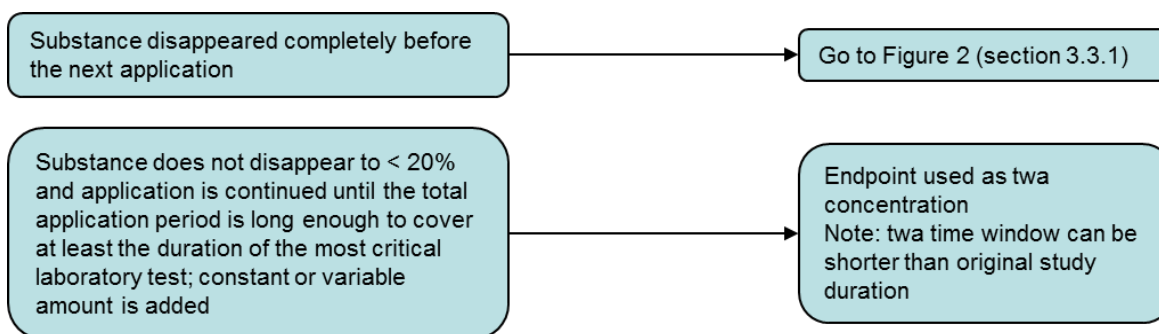 Substance disappeared completely before
the next application
Go to Figure 2 (section 3.3.1)
Substance does not disappear to < 20%
and application is continued until the total
application period is long enough to cover
at least the duration of the most critical
laboratory test; constant or variable
amount is added
Endpoint used as twa
concentration
Note: twa time window can be
shorter than original study
duration